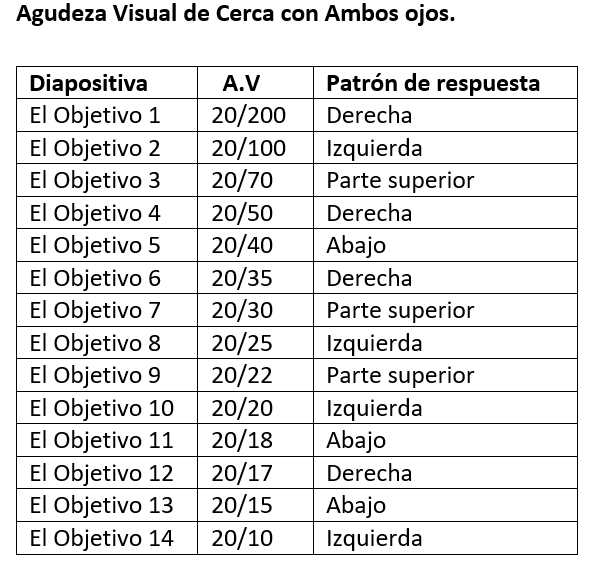 Agudeza Visual de Cerca con Ambos ojos.
Diapositiva A.V Patrón de respuesta
El Objetivo 1 20/200 Derecha
El Objetivo 2 20/100 Izquierda
El Objetivo 3 20/70 Parte superior
El Objetivo 4 20/50 Derecha
El Objetivo 5 20/40 Abajo
El Objetivo 6 20/35 Derecha
El Objetivo 7 20/30 Parte superior
El Objetivo 8 20/25 Izquierda
El Objetivo 9 20/22 Parte superior
El Objetivo 10 20/20 Izquierda
El Objetivo 11 20/18 Abajo
El Objetivo 12 20/17 Derecha
El Objetivo 13 20/15 Abajo
El Objetivo 14 20/10 Izquierda